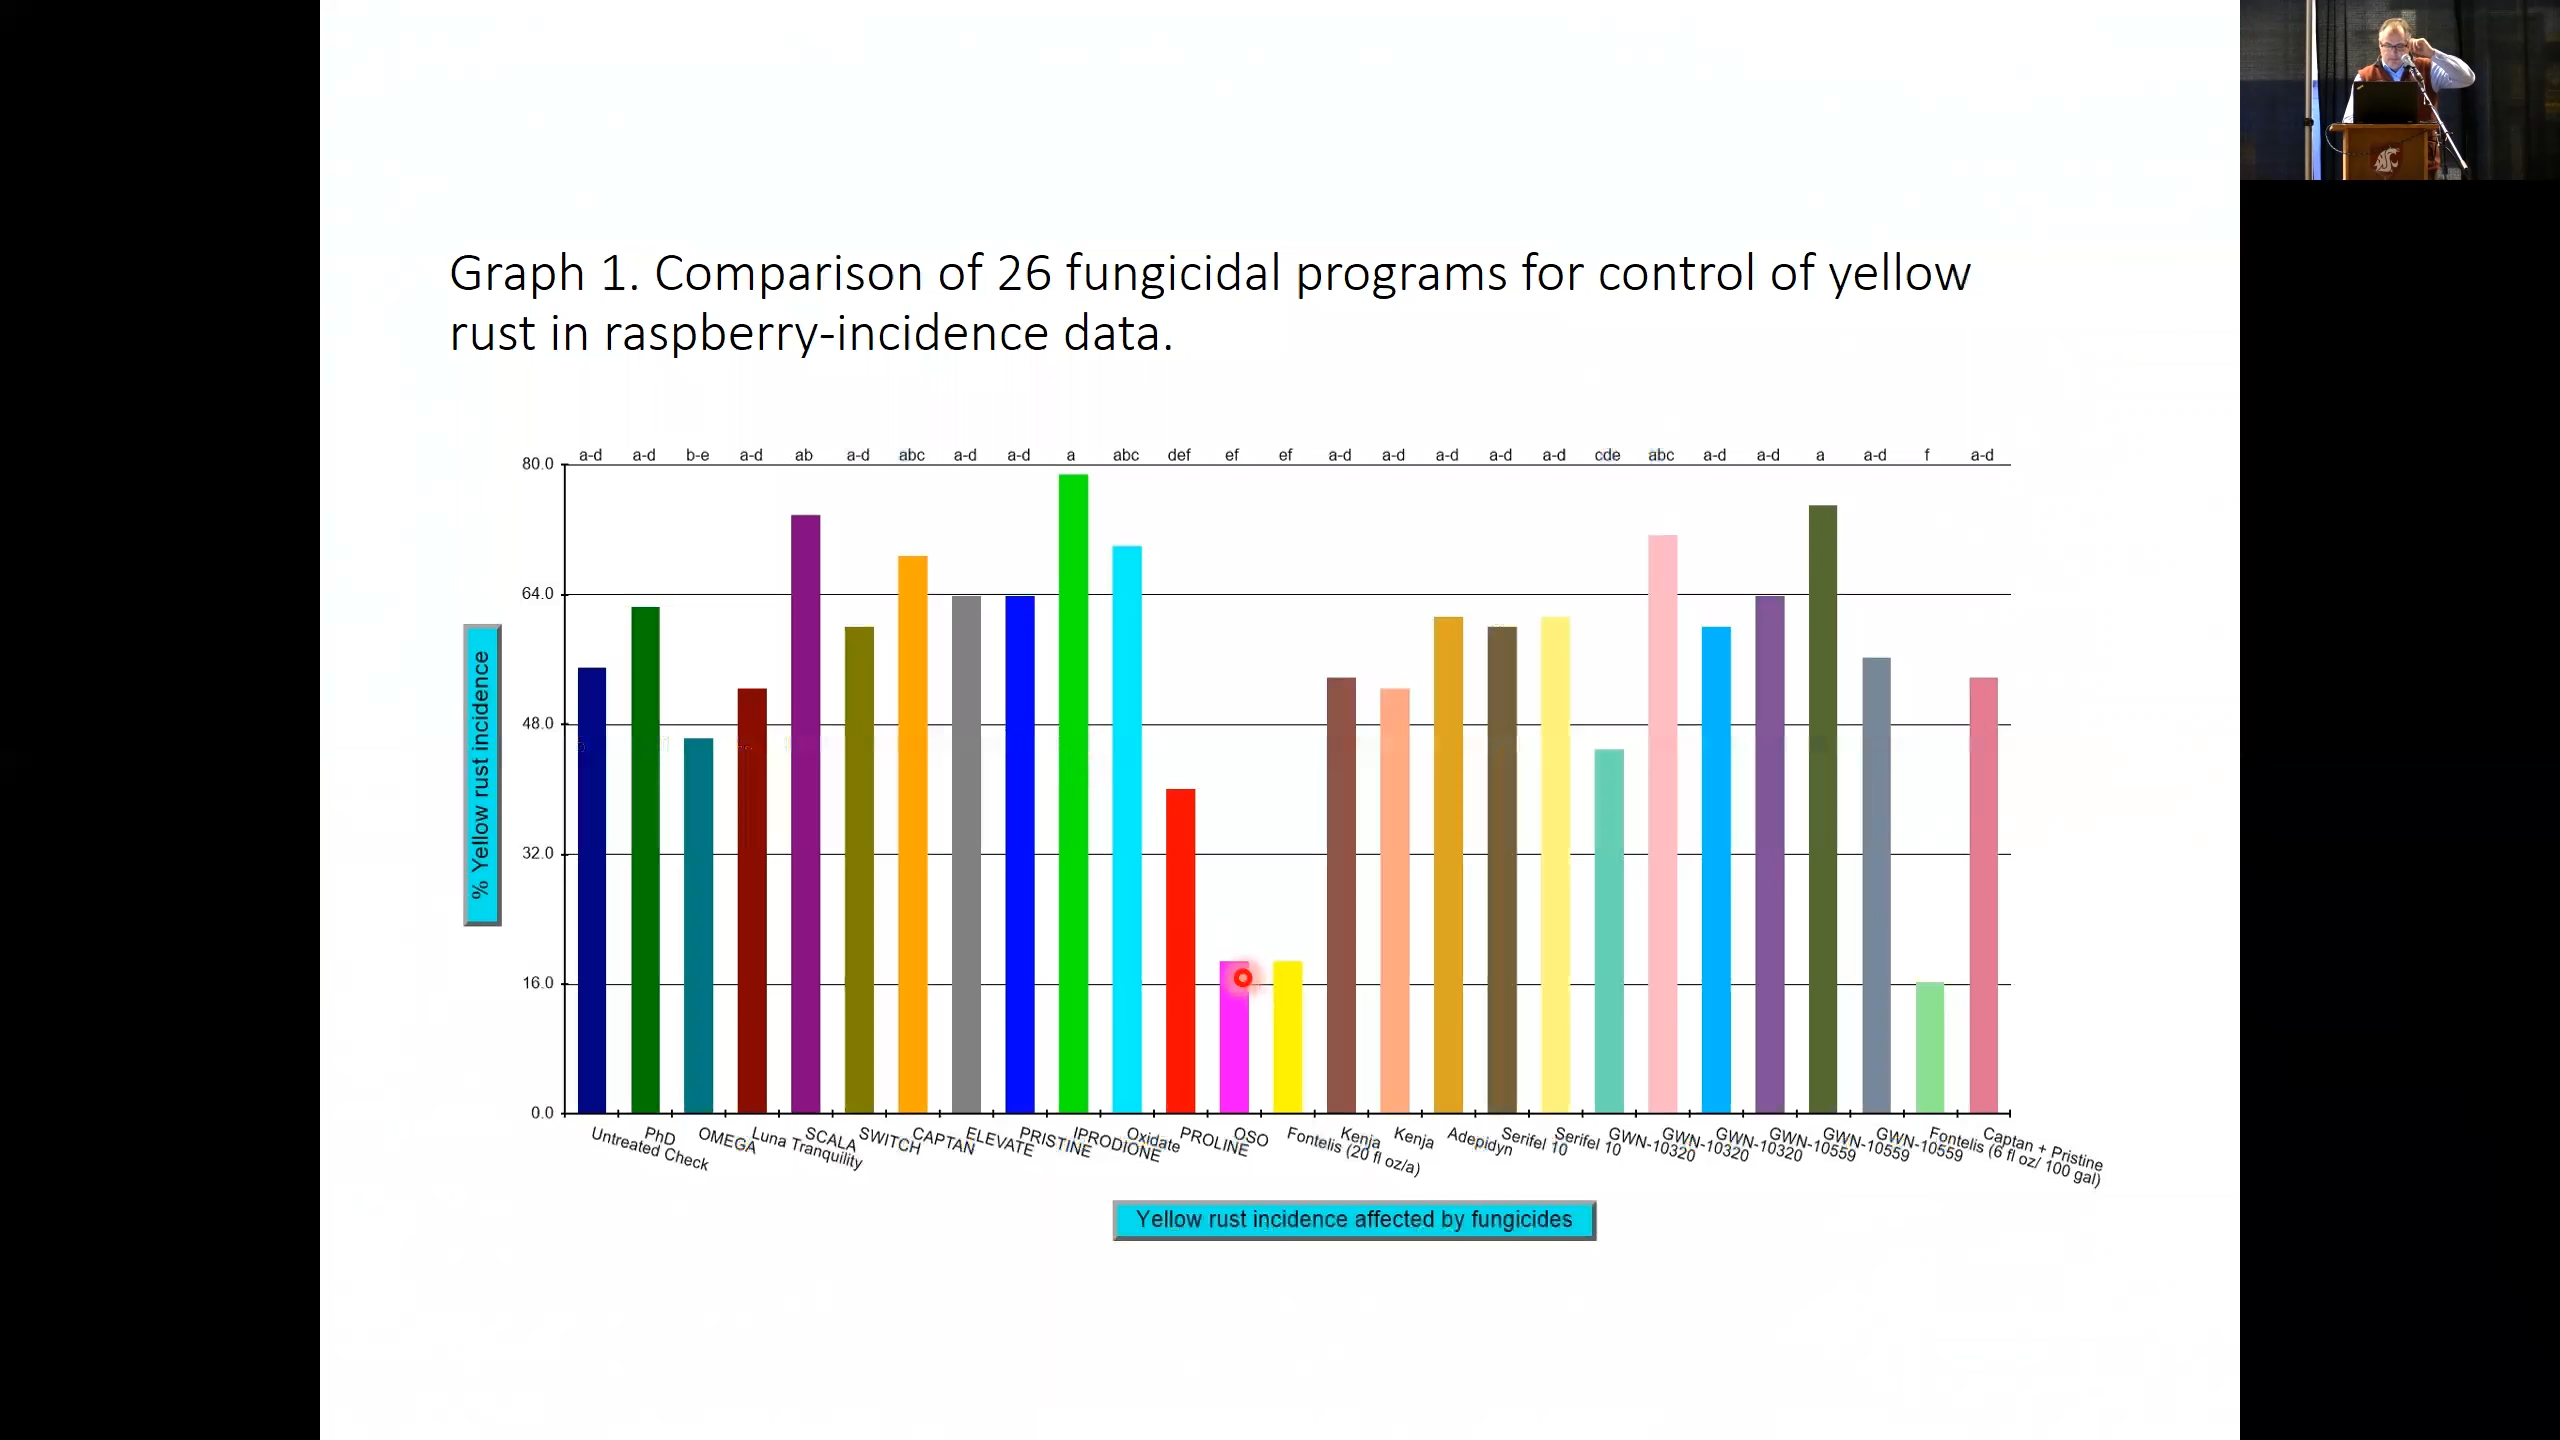 Graph 1. Comparison of 26 fungicidal programs for control of yellow
rust in raspberry-incidence data.
a-d a-d b-e a-d ab a-d abc a-d a-d a abc def ef ef a-d a-d a-d a-d a-d cde abc a-d a-d a a-d f a-d
80.0
64.0
48.0
32.0
16.0
0.0
% Yellow rust incidence
Untreated Check
PhD
OMEGA
Luna Tranquility
SCALA
SWITCH
CAPTAN
ELEVATE
PRISTINE
IPRODIONE
Oxidate
PROLINE
OSO
Fontelis (20 fl oz/a)
Kenja
Kenja
Adepidyn
Serifel 10
Serifel 10
GWN-10320
GWN-10320
GWN-10320
GWN-10559
GWN-10559
GWN-10559
Fontelis (6 fl oz/ 100 gal)
Captan + Pristine
Yellow rust incidence affected by fungicides